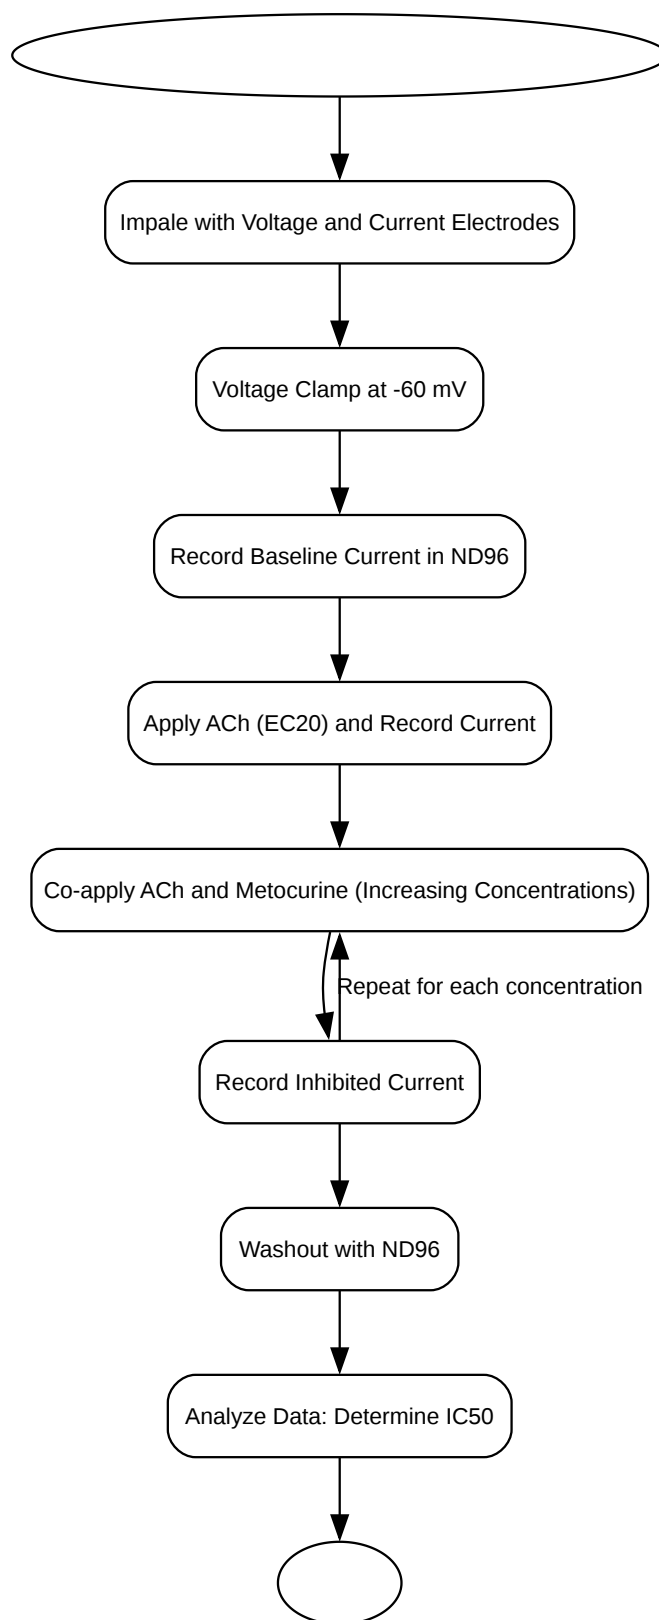 Impale with Voltage and Current Electrodes
Voltage Clamp at -60 mV
Record Baseline Current in ND96
Apply ACh (EC20) and Record Current
Co-apply ACh and Metocurine (Increasing Concentrations)
Repeat for each concentration
Record Inhibited Current
Washout with ND96
Analyze Data: Determine IC50